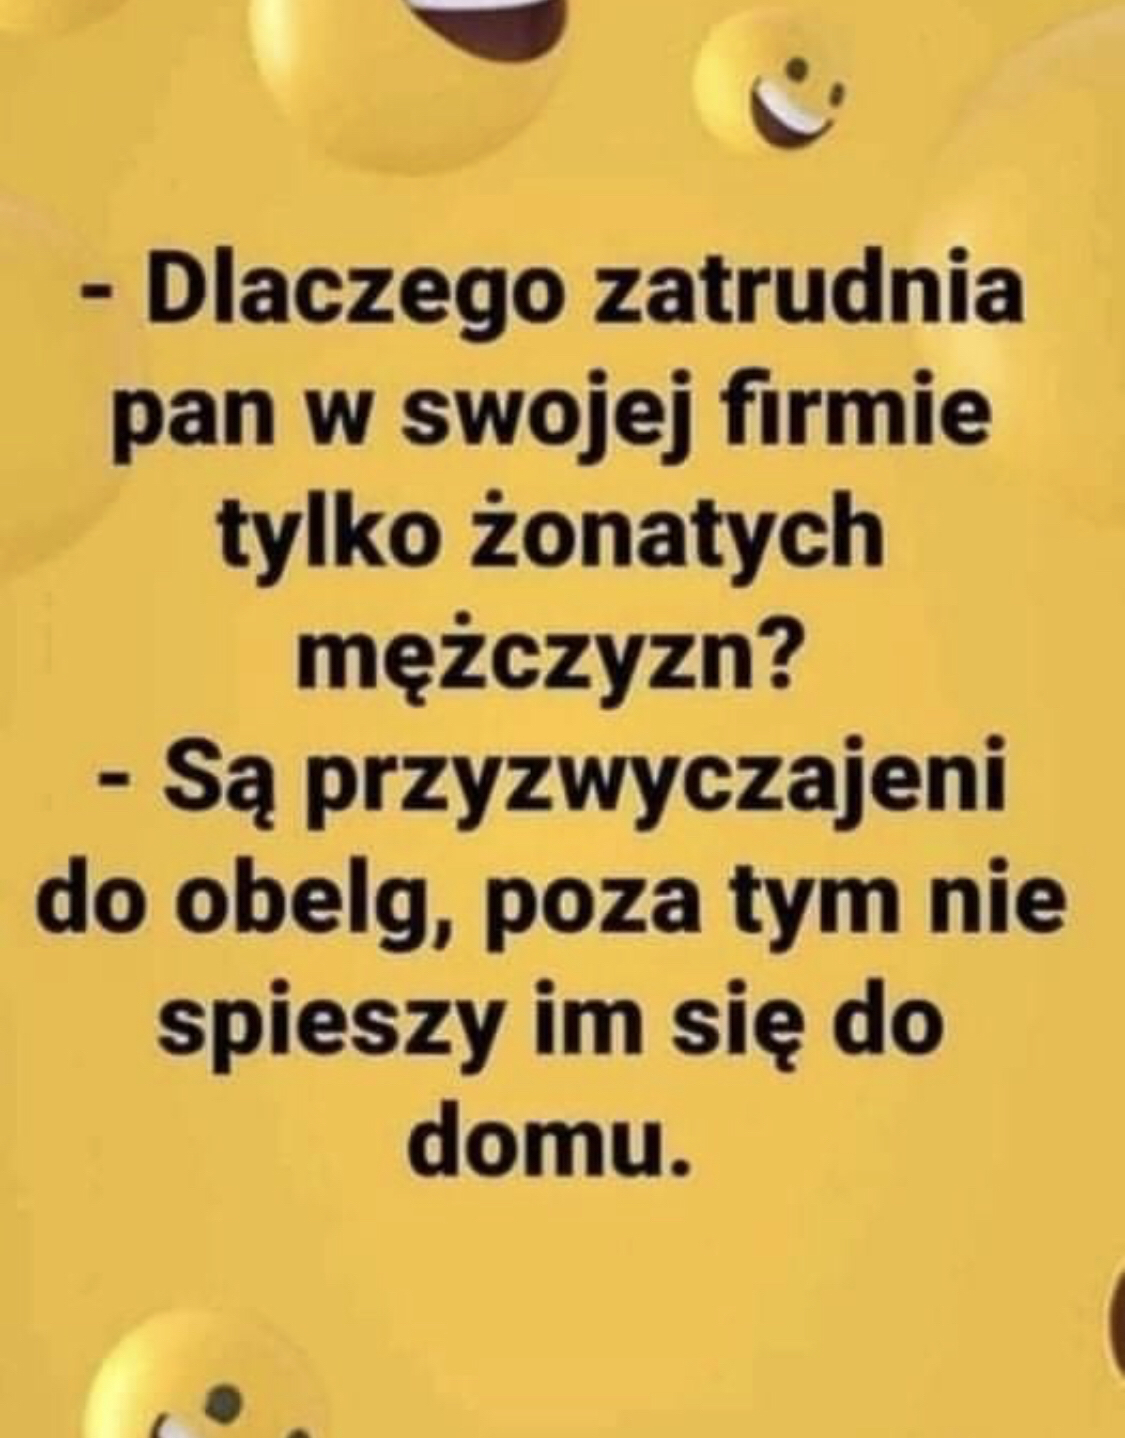 - Dlaczego zatrudnia
pan w swojej firmie
tylko żonatych
mężczyzn?
- Są przyzwyczajeni
do obelg, poza tym nie
spieszy im się do
domu.